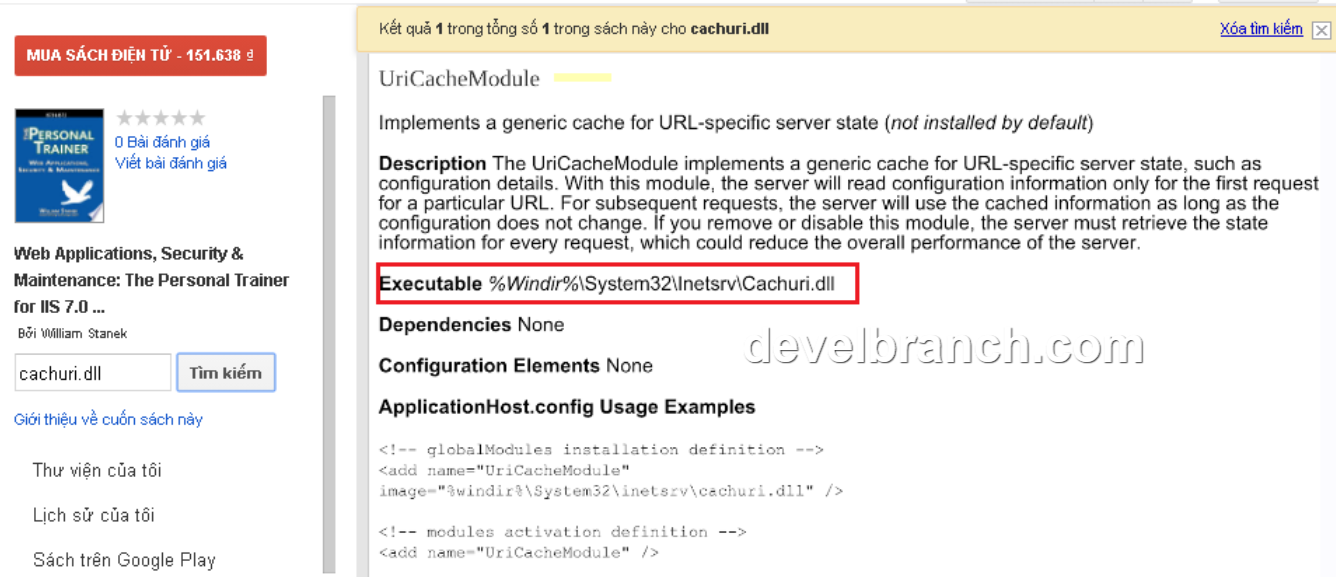 MUA SÁCH ĐIỆN TỬ - 151.638 ₫
PERSONAL
TRAINER
WEB APPLICATIONS,
SECURITY & MAINTENANCE
0 Bài đánh giá
Viết bài đánh giá
Web Applications, Security &
Maintenance: The Personal Trainer
for IIS 7.0 ...
Bởi William Stanek
cachuri.dll
Tìm kiếm
Giới thiệu về cuốn sách này
Thư viện của tôi
Lịch sử của tôi
Sách trên Google Play
Kết quả 1 trong tổng số 1 trong sách này cho cachuri.dll
Xóa tìm kiếm
UriCacheModule
Implements a generic cache for URL-specific server state (not installed by default)
Description The UriCacheModule implements a generic cache for URL-specific server state, such as
configuration details. With this module, the server will read configuration information only for the first request
for a particular URL. For subsequent requests, the server will use the cached information as long as the
configuration does not change. If you remove or disable this module, the server must retrieve the state
information for every request, which could reduce the overall performance of the server.
Executable %Windir%\System32\Inetsrv\Cachuri.dll
Dependencies None
develbranch.com
Configuration Elements None
ApplicationHost.config Usage Examples
<!-- globalModules installation definition -->
<add name="UriCacheModule"
image="%windir%\System32\inetsrv\cachuri.dll" />
<!-- modules activation definition -->
<add name="UriCacheModule" />